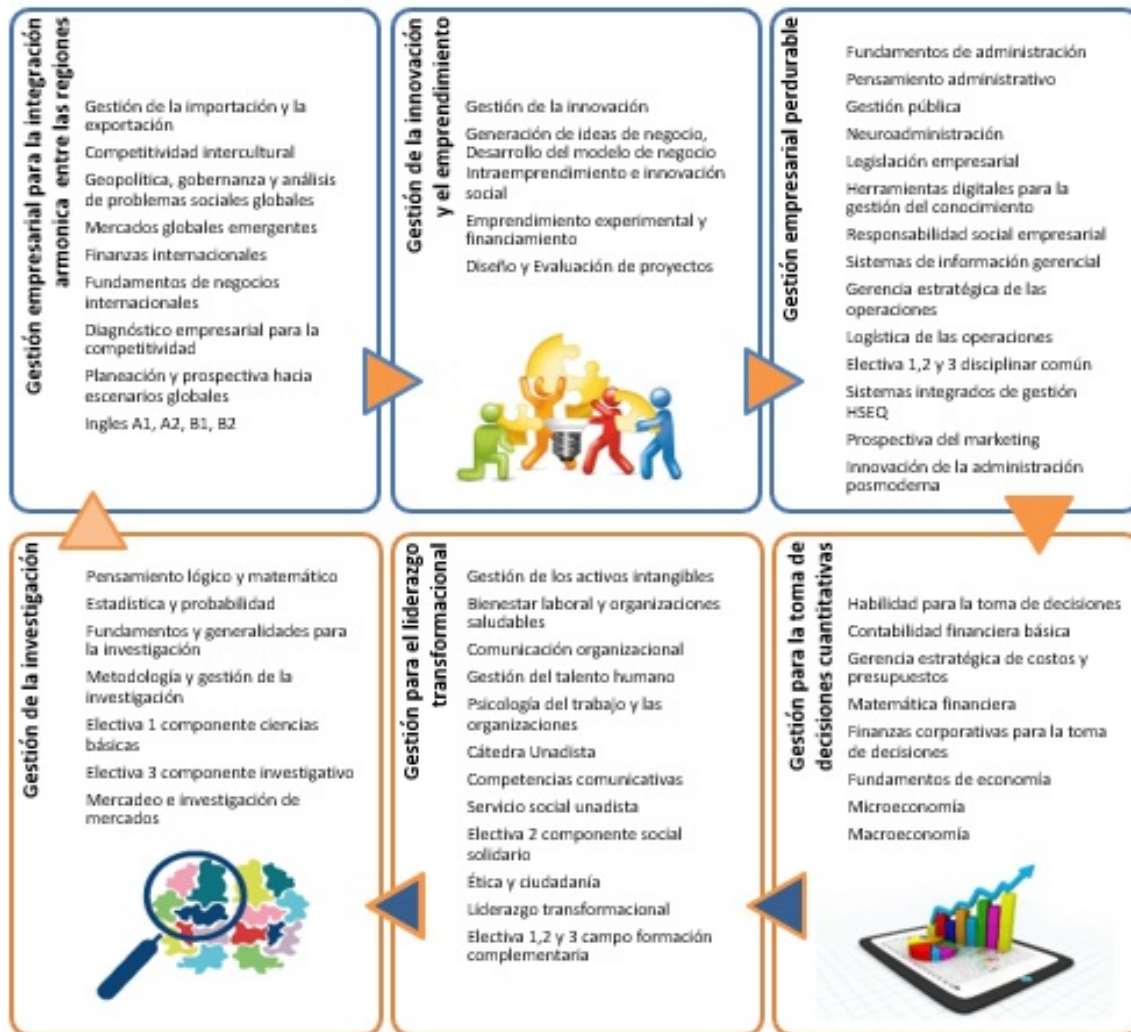 Gestión empresarial para la integración
armonica entre las regiones
Gestión de la importación y la
exportación
Competitividad intercultural
Geopolítica, gobernanza y análisis
de problemas sociales globales
Mercados globales emergentes
Finanzas internacionales
Fundamentos de negocios
internacionales
Diagnóstico empresarial para la
competitividad
Planeación y prospectiva hacia
escenarios globales
Ingles A1, A2, B1, B2
Gestión de la innovación
y el emprendimiento
Gestión de la innovación
Generación de ideas de negocio,
Desarrollo del modelo de negocio
Intraemprendimiento e innovación
social
Emprendimiento experimental y
financiamiento
Diseño y Evaluación de proyectos
Gestión empresarial perdurable
Fundamentos de administración
Pensamiento administrativo
Gestión pública
Neuroadministración
Legislación empresarial
Herramientas digitales para la
gestión del conocimiento
Responsabilidad social empresarial
Sistemas de información gerencial
Gerencia estratégica de las
operaciones
Logística de las operaciones
Electiva 1,2 y 3 disciplinar común
Sistemas integrados de gestión
HSEQ
Prospectiva del marketing
Innovación de la administración
posmoderna
Gestión de la investigación
Pensamiento lógico y matemático
Estadística y probabilidad
Fundamentos y generalidades para
la investigación
Metodología y gestión de la
investigación
Electiva 1 componente ciencias
básicas
Electiva 3 componente investigativo
Mercadeo e investigación de
mercados
Gestión para el liderazgo
transformacional
Gestión de los activos intangibles
Bienestar laboral y organizaciones
saludables
Comunicación organizacional
Gestión del talento humano
Psicología del trabajo y las
organizaciones
Cátedra Unadista
Competencias comunicativas
Servicio social unadista
Electiva 2 componente social
solidario
Ética y ciudadanía
Liderazgo transformacional
Electiva 1,2 y 3 campo formación
complementaria
Gestión para la toma de
decisiones cuantitativas
Habilidad para la toma de decisiones
Contabilidad financiera básica
Gerencia estratégica de costos y
presupuestos
Matemática financiera
Finanzas corporativas para la toma
de decisiones
Fundamentos de economía
Microeconomía
Macroeconomía